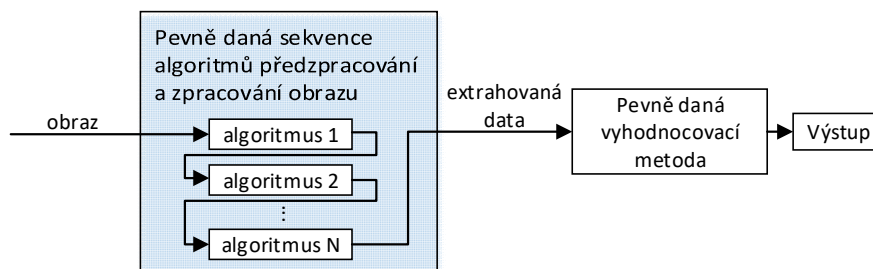 Pevně daná sekvence
algoritmů předzpracování
a zpracování obrazu
obraz
algoritmus 1
algoritmus 2
...
algoritmus N
extrahovaná
data
Pevně daná
vyhodnocovací
metoda
Výstup